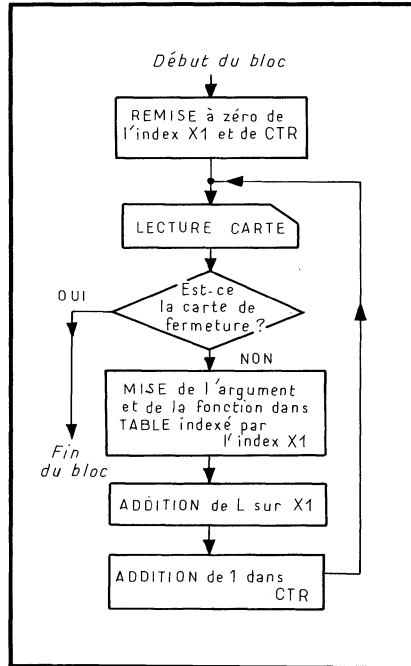 Début du bloc
REMISE à zéro de
l'index X1 et de CTR
LECTURE CARTE
Est-ce
la carte de
fermeture ?
OUI
NON
MISE de l'argument
et de la fonction dans
TABLE indexé par
l'index X1
Fin
du bloc
ADDITION de L sur X1
ADDITION de 1 dans
CTR